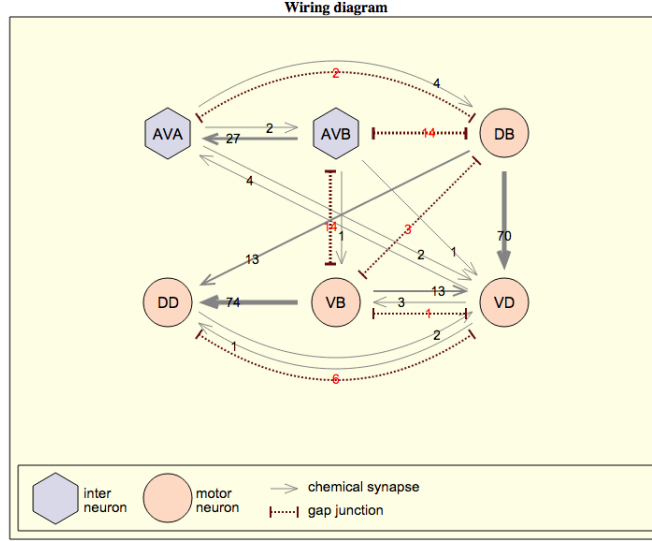 Wiring diagram
2
4
AVA
2
27
AVB
14
DB
4
14
1
3
2
1
70
13
DD
74
VB
13
3
1
VD
1
2
6
inter
neuron
motor
neuron
chemical synapse
gap junction